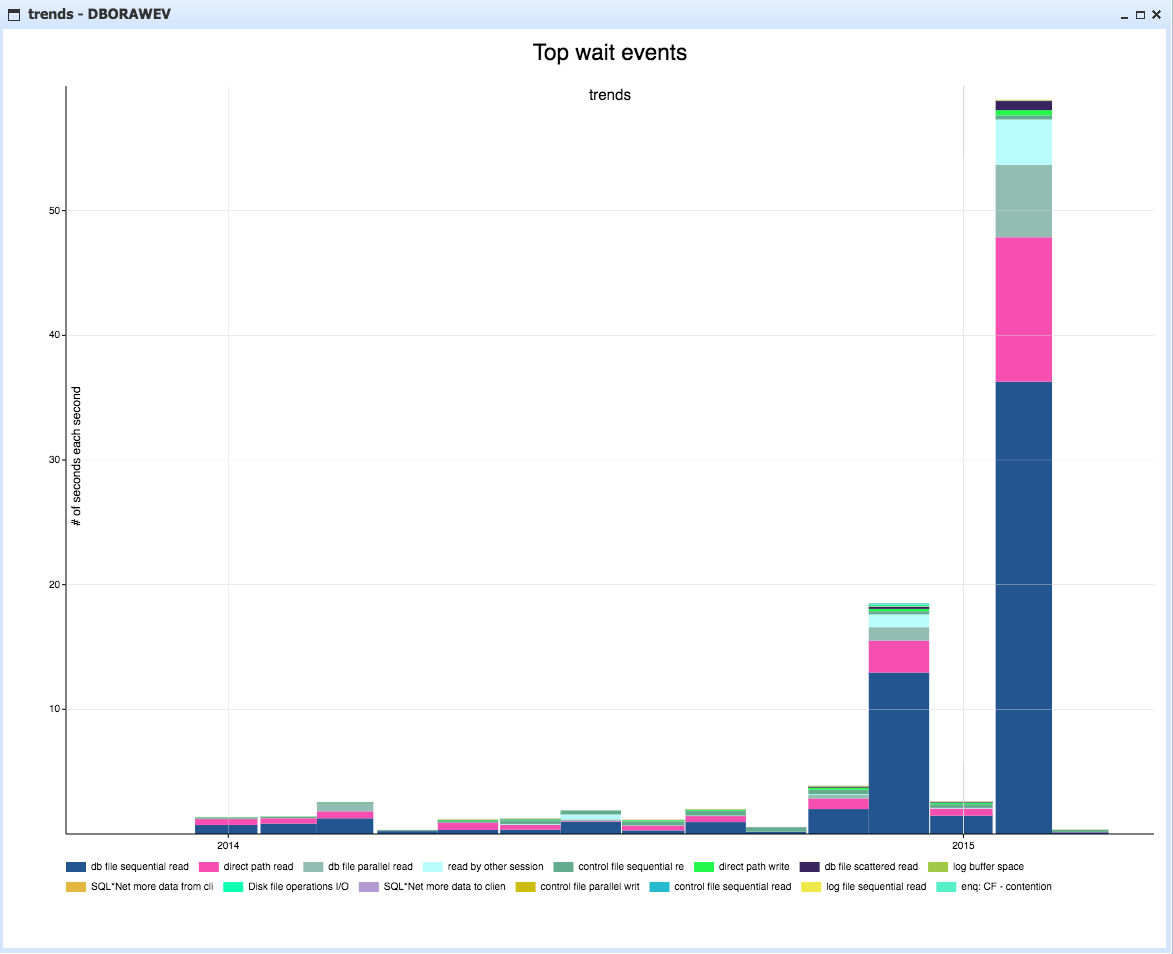 trends - DBORAWEV
Top wait events
trends
50
40
30
20
10
# of seconds each second
2014 2015
db file sequential read direct path read db file parallel read read by other session control file sequential re direct path write db file scattered read log buffer space
SQL*Net more data from cli Disk file operations I/O SQL*Net more data to clien control file parallel writ control file sequential read log file sequential read enq: CF - contention